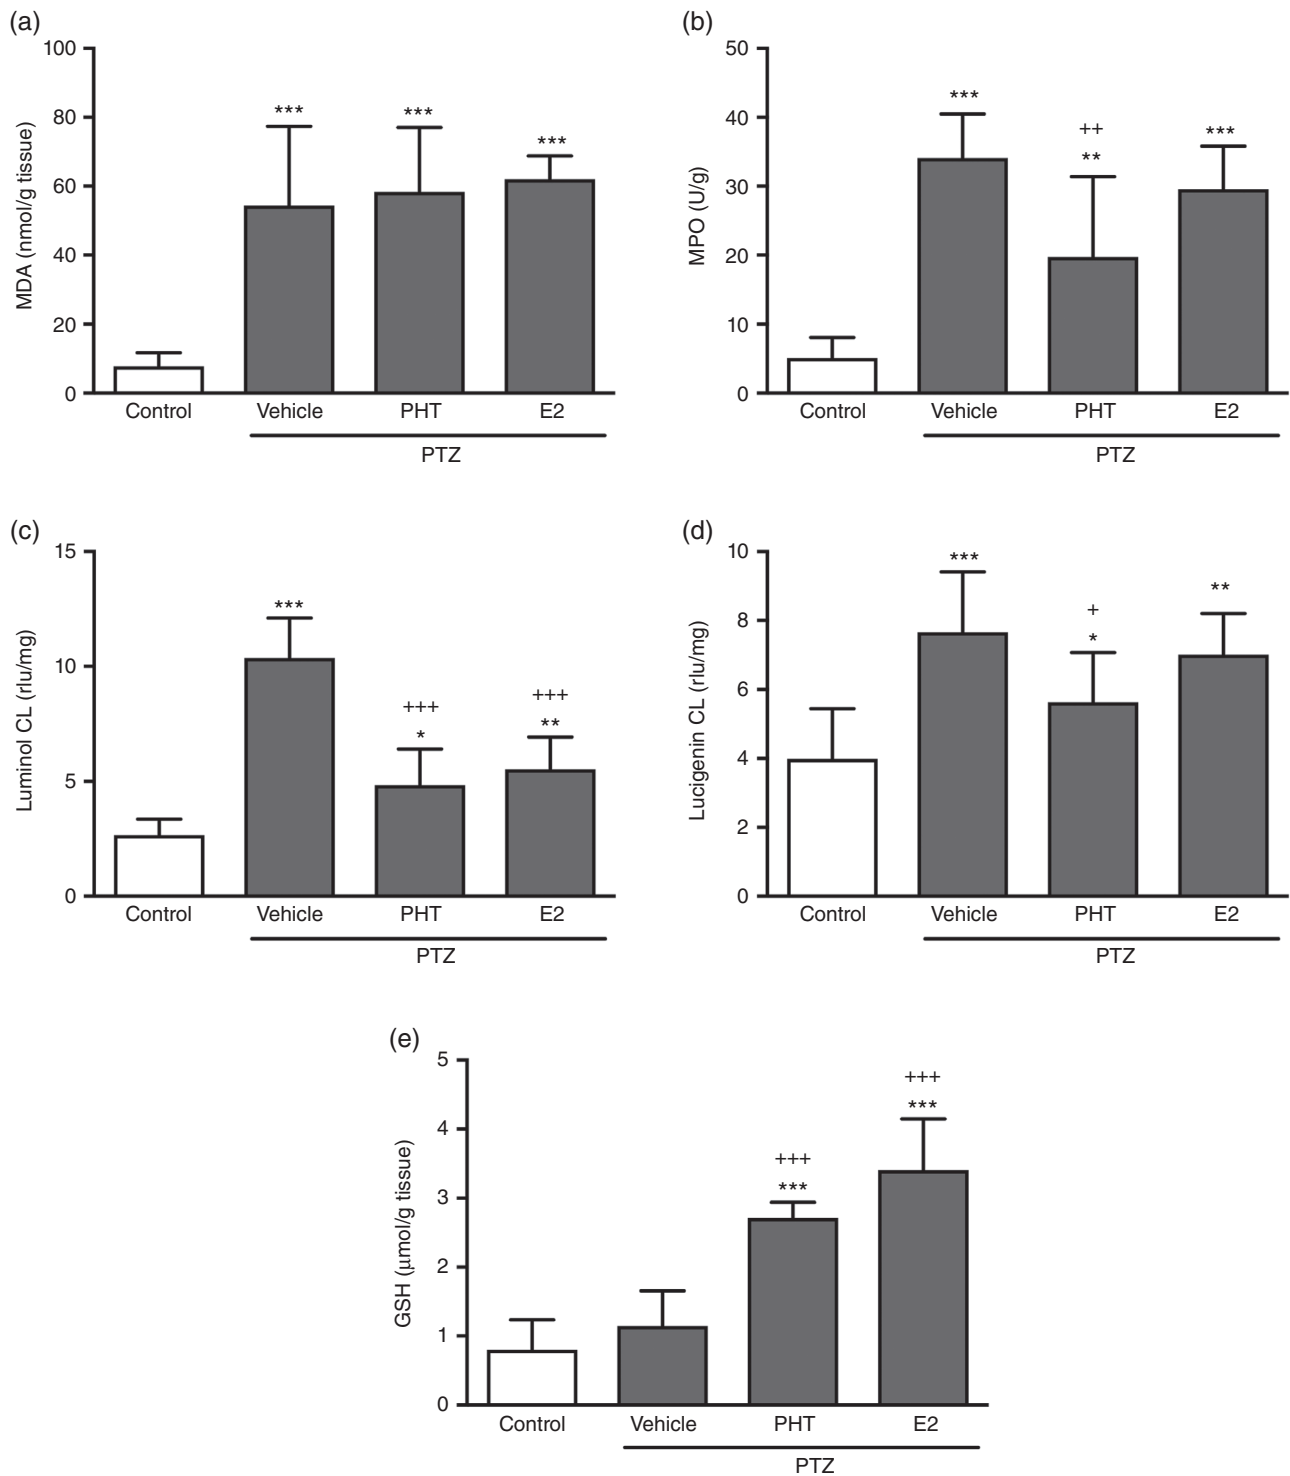 (a)
MDA (nmol/g tissue)
100
80
60
40
20
0
***
***
***
Control
Vehicle
PHT
E2
PTZ
(b)
MPO (U/g)
50
40
30
20
10
0
***
++
**
***
Control
Vehicle
PHT
E2
PTZ
(c)
Luminol CL (rlu/mg)
15
10
5
0
***
+++
*
+++
**
Control
Vehicle
PHT
E2
PTZ
(d)
Lucigenin CL (rlu/mg)
10
8
6
4
2
0
***
+
*
**
Control
Vehicle
PHT
E2
PTZ
(e)
GSH (μmol/g tissue)
5
4
3
2
1
0
+++
***
+++
***
Control
Vehicle
PHT
E2
PTZ